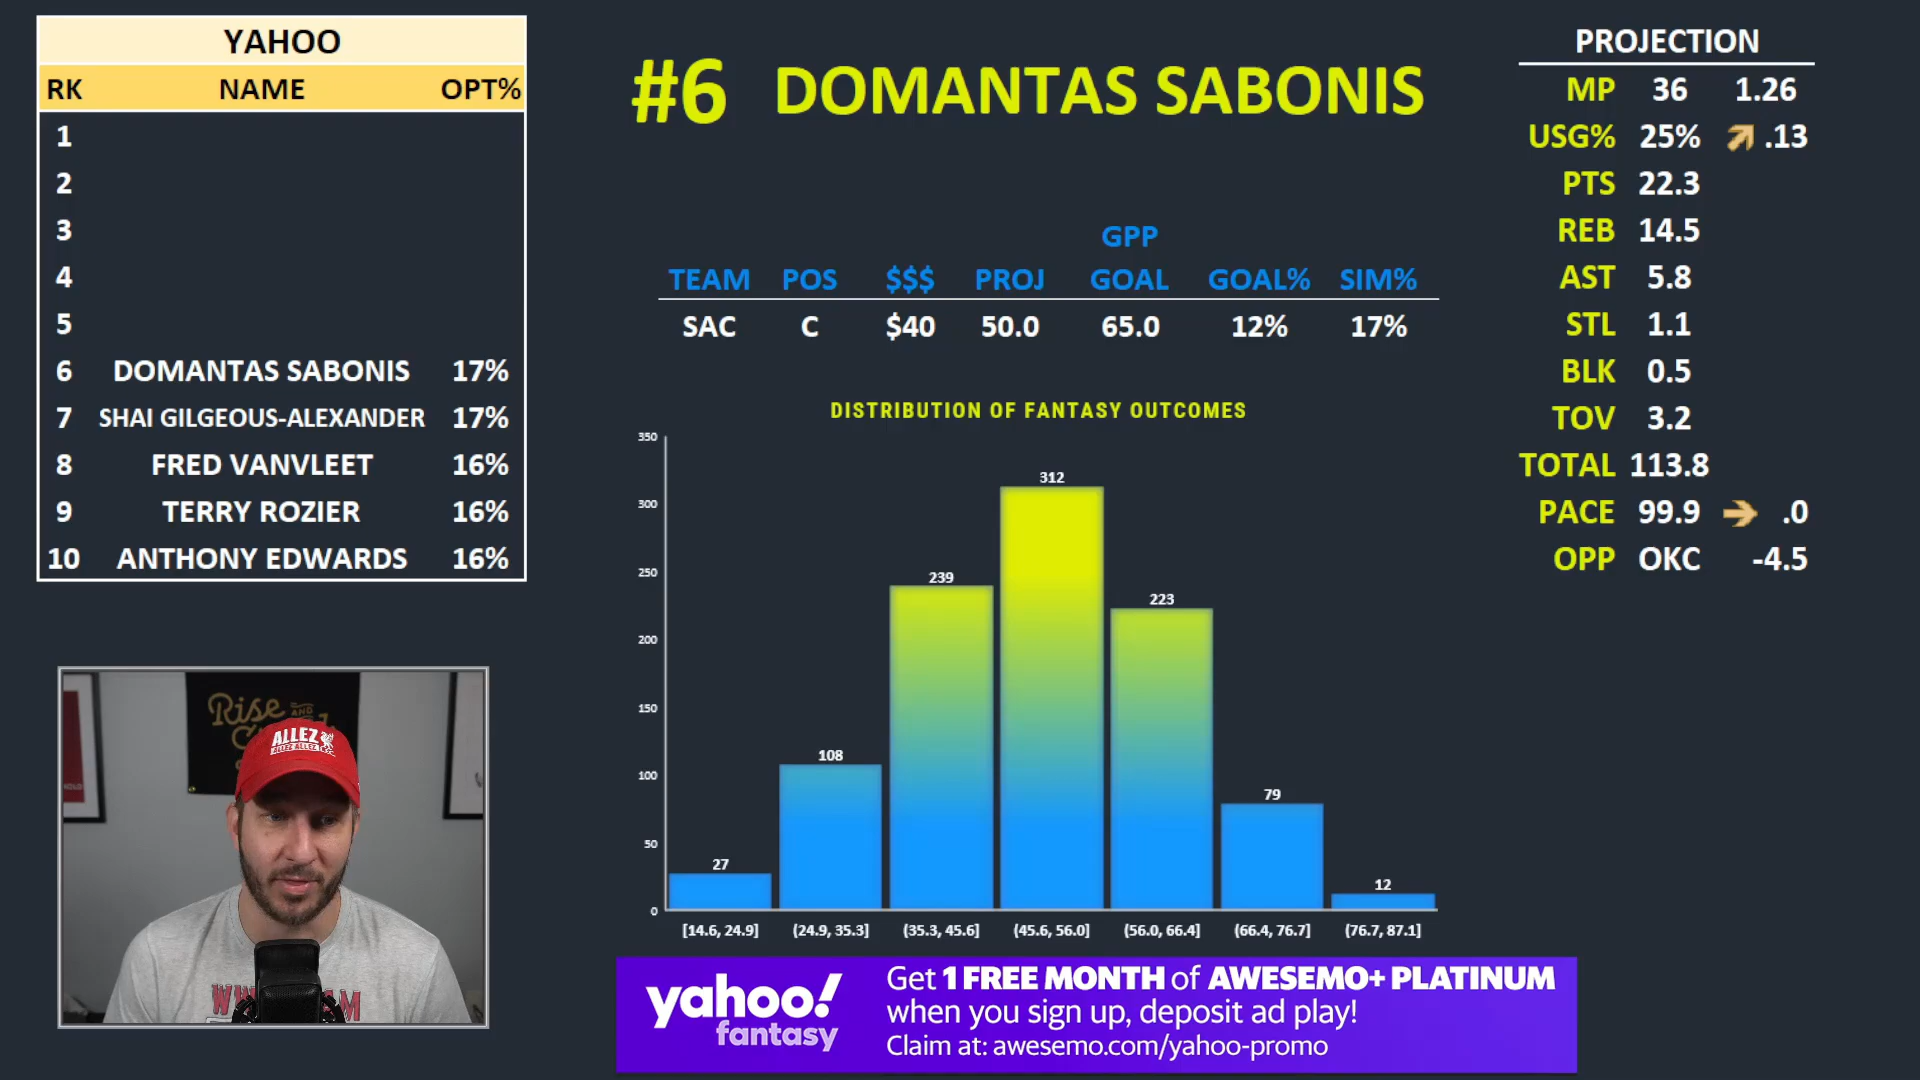 YAHOO
RK NAME OPT%
1
2
3
4
5
6 DOMANTAS SABONIS 17%
7 SHAI GILGEOUS-ALEXANDER 17%
8 FRED VANVLEET 16%
9 TERRY ROZIER 16%
10 ANTHONY EDWARDS 16%
#6 DOMANTAS SABONIS
GPP
TEAM POS $$$ PROJ GOAL GOAL% SIM%
SAC C $40 50.0 65.0 12% 17%
DISTRIBUTION OF FANTASY OUTCOMES
350
300
250
200
150
100
50
0
27
108
239
312
223
79
12
[14.6, 24.9] (24.9, 35.3] (35.3, 45.6] (45.6, 56.0] (56.0, 66.4] (66.4, 76.7] (76.7, 87.1]
PROJECTION
MP 36 1.26
USG% 25% .13
PTS 22.3
REB 14.5
AST 5.8
STL 1.1
BLK 0.5
TOV 3.2
TOTAL 113.8
PACE 99.9 .0
OPP OKC -4.5
Rise AND
ALLEZ
ALLEZ ALLEZ
yahoo!
fantasy
Get 1 FREE MONTH of AWESEMO+ PLATINUM
when you sign up, deposit ad play!
Claim at: awesemo.com/yahoo-promo